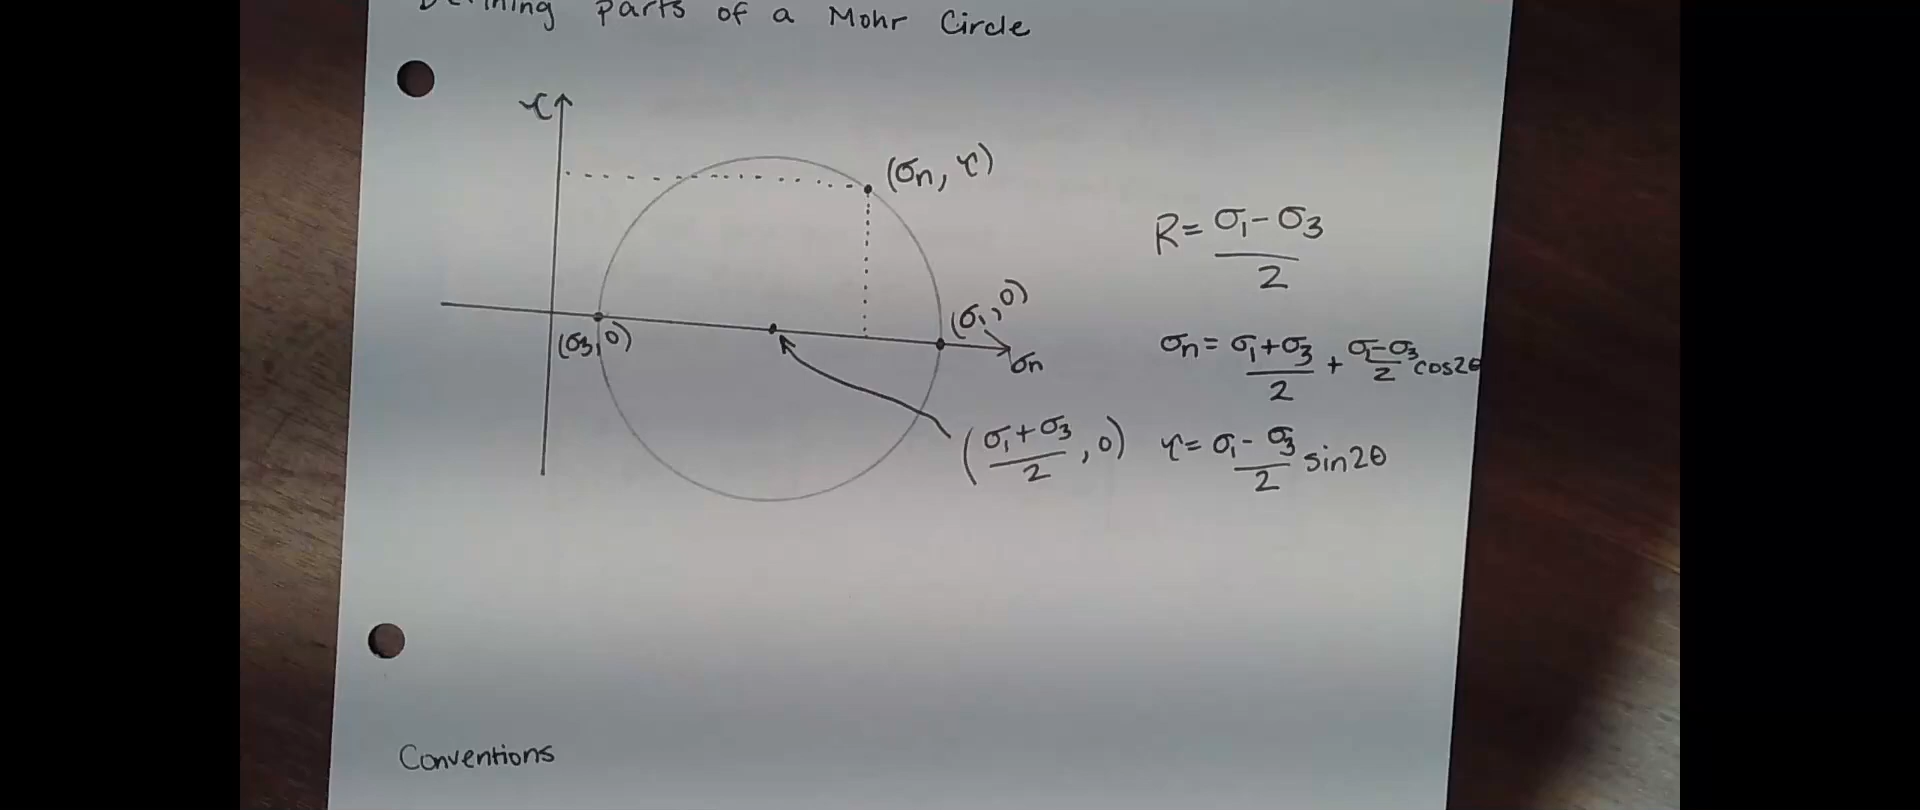 Defining parts of a Mohr Circle
τ
(σn, τ)
R = σ₁ - σ₃ / 2
(σ₁, 0)
(σ₃, 0)
σn
σn = σ₁ + σ₃ / 2 + σ₁ - σ₃ / 2 cos2θ
(σ₁ + σ₃ / 2, 0)
τ = σ₁ - σ₃ / 2 sin2θ
Conventions